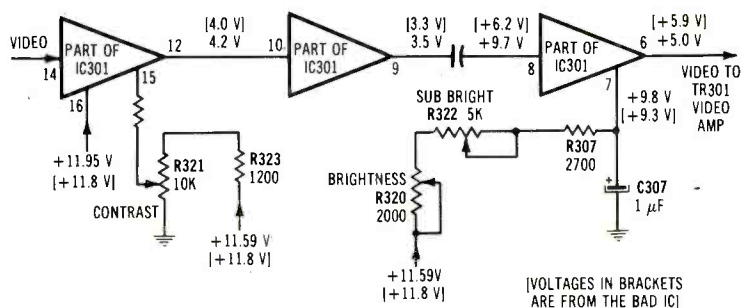 VIDEO
14
PART OF
IC301
12
15
16
+11.95 V
[+11.8 V]
R321
10K
CONTRAST
R323
1200
+11.59 V
[+11.8 V]
[4.0 V]
4.2 V
10
PART OF
IC301
9
[3.3 V]
3.5 V
[+6.2 V]
+9.7 V
8
PART OF
IC301
6
7
[+5.9 V]
+5.0 V
VIDEO TO
TR301
VIDEO
AMP
+9.8 V
[+9.3 V]
SUB BRIGHT
R322 5K
R307
2700
BRIGHTNESS
R320
2000
+11.59V
[+11.8 V]
+
C307
1 µF
[VOLTAGES IN BRACKETS
ARE FROM THE BAD IC]